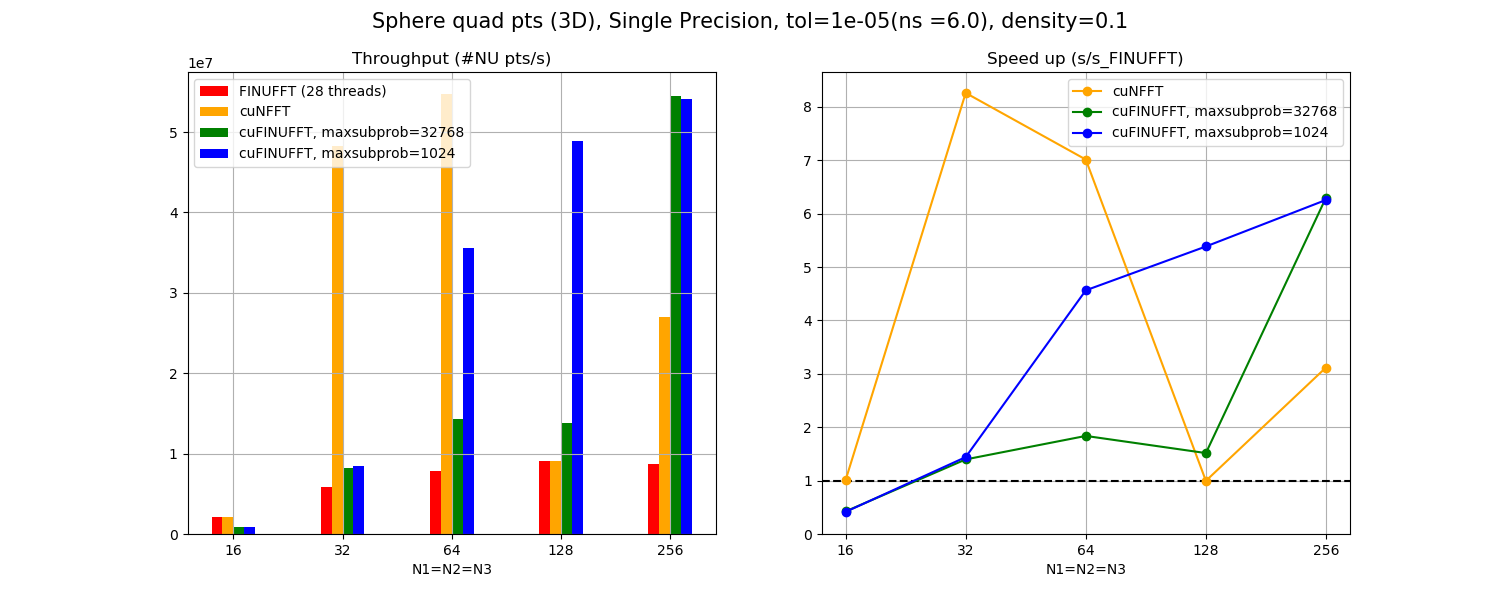 Sphere quad pts (3D), Single Precision, tol=1e-05(ns =6.0), density=0.1
Throughput (#NU pts/s)
1e7
FINUFFT (28 threads)
cuNFFT
cuFINUFFT, maxsubprob=32768
cuFINUFFT, maxsubprob=1024
5
4
3
2
1
0
16 32 64 128 256
N1=N2=N3
Speed up (s/s_FINUFFT)
cuNFFT
cuFINUFFT, maxsubprob=32768
cuFINUFFT, maxsubprob=1024
8
7
6
5
4
3
2
1
0
16 32 64 128 256
N1=N2=N3